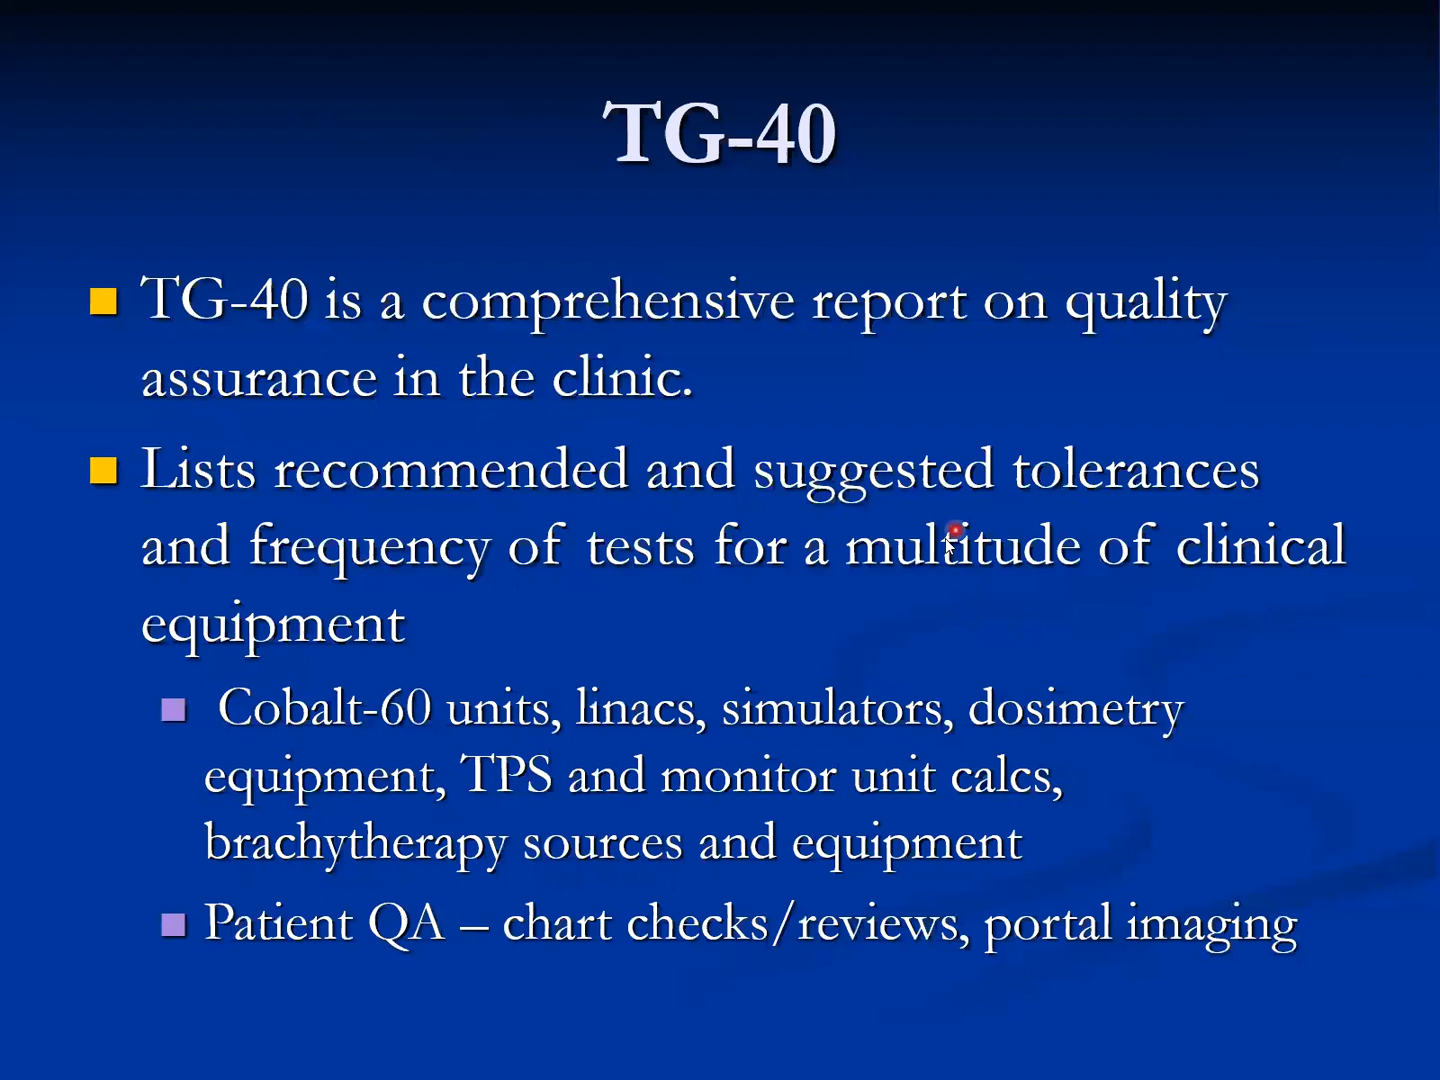 TG-40
TG-40 is a comprehensive report on quality
assurance in the clinic.
Lists recommended and suggested tolerances
and frequency of tests for a multitude of clinical
equipment
Cobalt-60 units, linacs, simulators, dosimetry
equipment, TPS and monitor unit calcs,
brachytherapy sources and equipment
Patient QA – chart checks/reviews, portal imaging